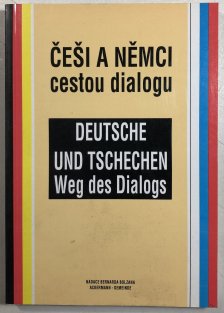 ČEŠI A NĚMCI
cestou dialogu
DEUTSCHE
UND TSCHECHEN
Weg des Dialogs
NADACE BERNARDA BOLZANA
ACKERMANN - GEMEINDE